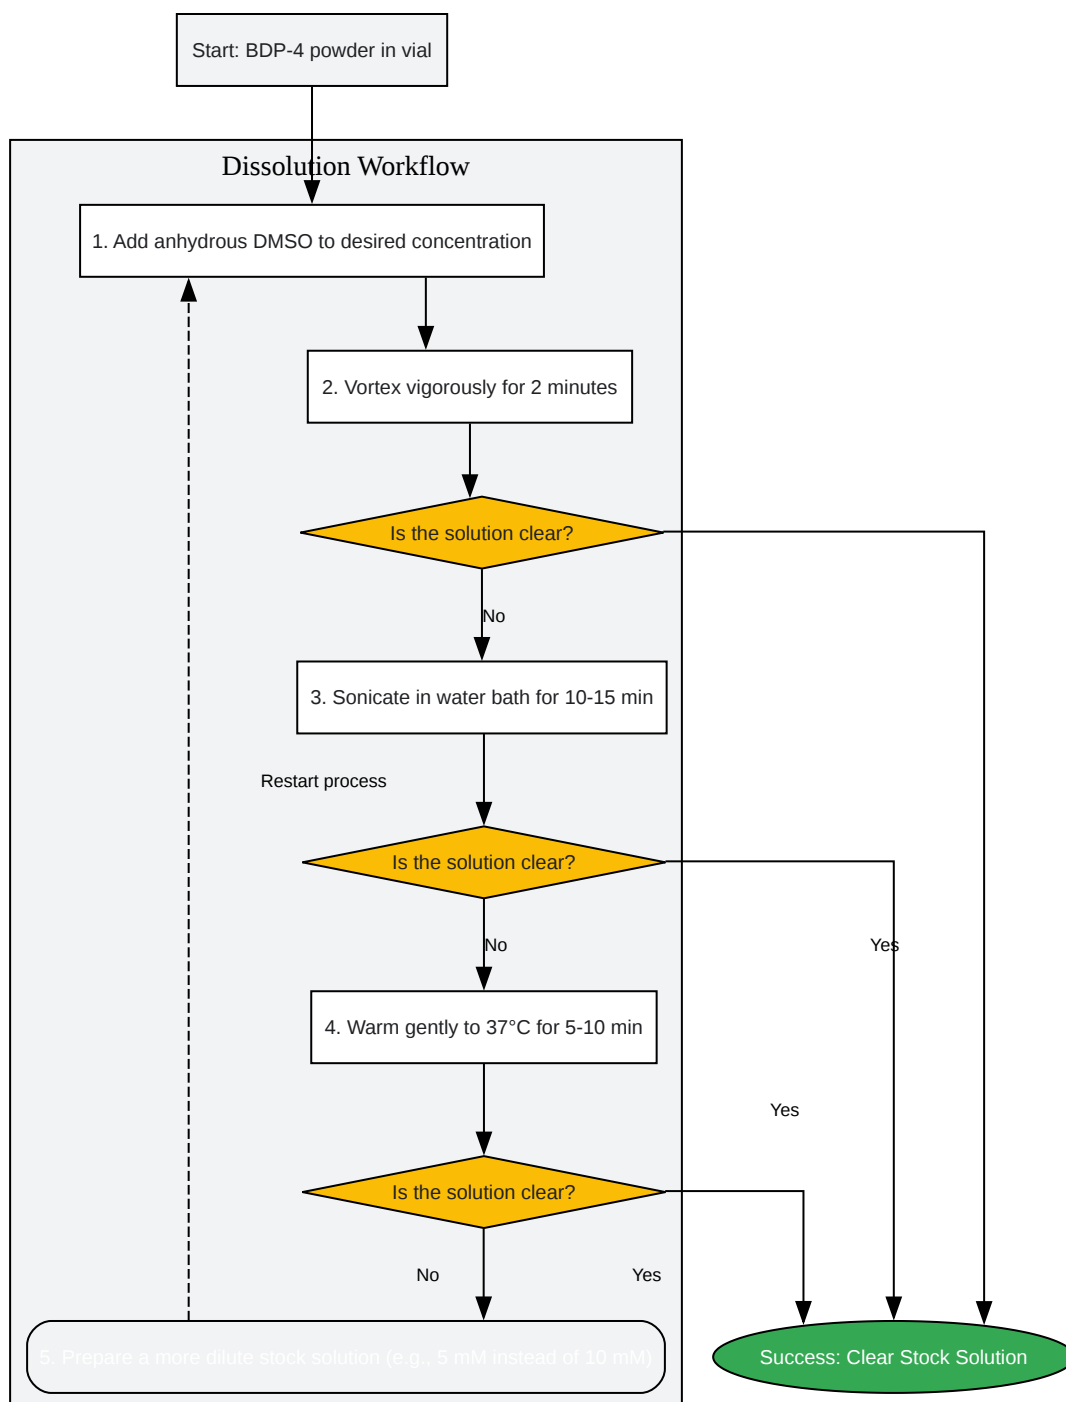 Start: BDP-4 powder in vial
Dissolution Workflow
1. Add anhydrous DMSO to desired concentration
2. Vortex vigorously for 2 minutes
Is the solution clear?
No
3. Sonicate in water bath for 10-15 min
Restart process
Is the solution clear?
No
Yes
4. Warm gently to 37°C for 5-10 min
Yes
Is the solution clear?
No
Yes
5. Prepare a more dilute stock solution (e.g., 5 mM instead of 10 mM)
Success: Clear Stock Solution